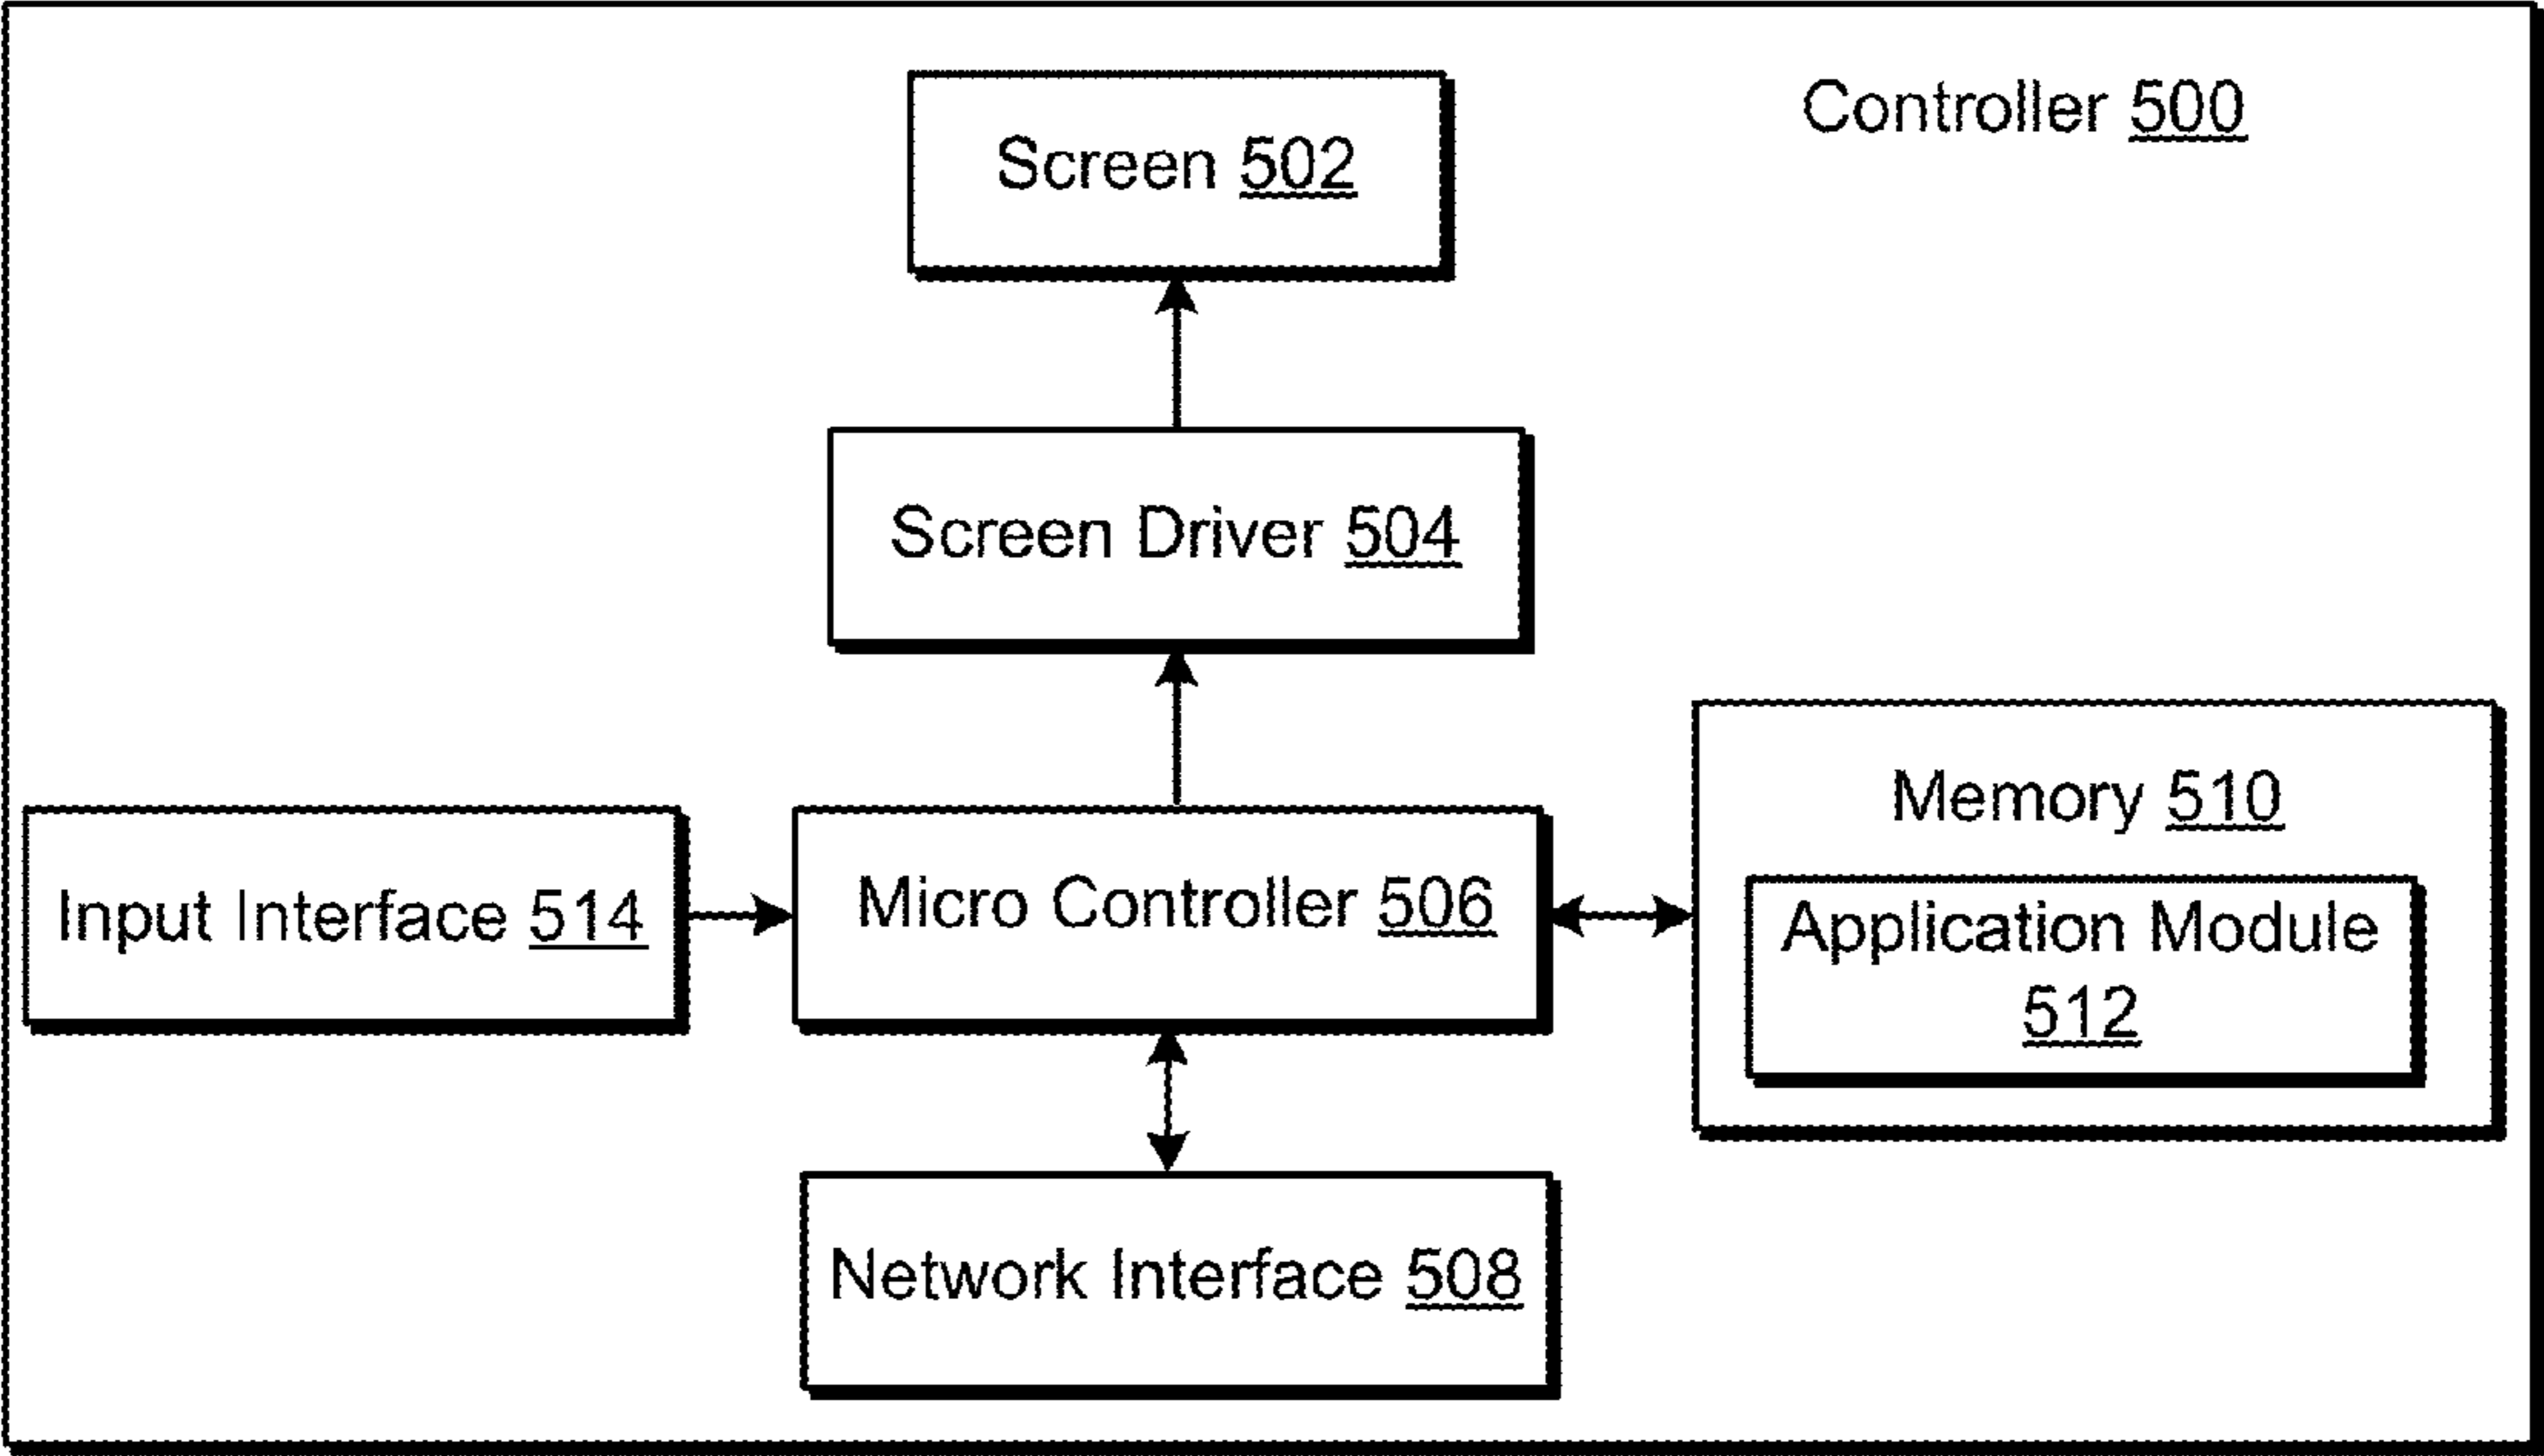 Controller 500
Screen 502
Screen Driver 504
Memory 510
Input Interface 514
Micro Controller 506
Application Module
512
Network Interface 508